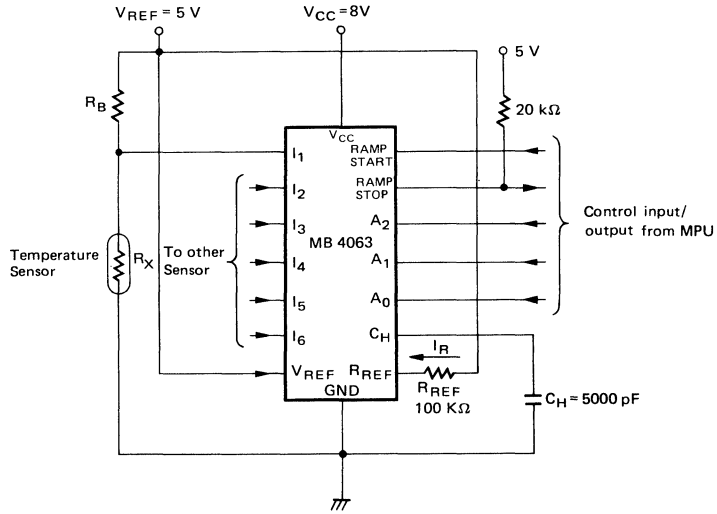 V_REF = 5 V
V_CC = 8V
5 V
R_B
20 kΩ
V_CC
I_1
RAMP
START
I_2
RAMP
STOP
I_3
A_2
MB 4063
Control input/
output from MPU
Temperature
Sensor
R_X
To other
Sensor
I_4
A_1
I_5
A_0
I_6
C_H
I_R
V_REF
R_REF
GND
R_REF
100 KΩ
C_H = 5000 pF